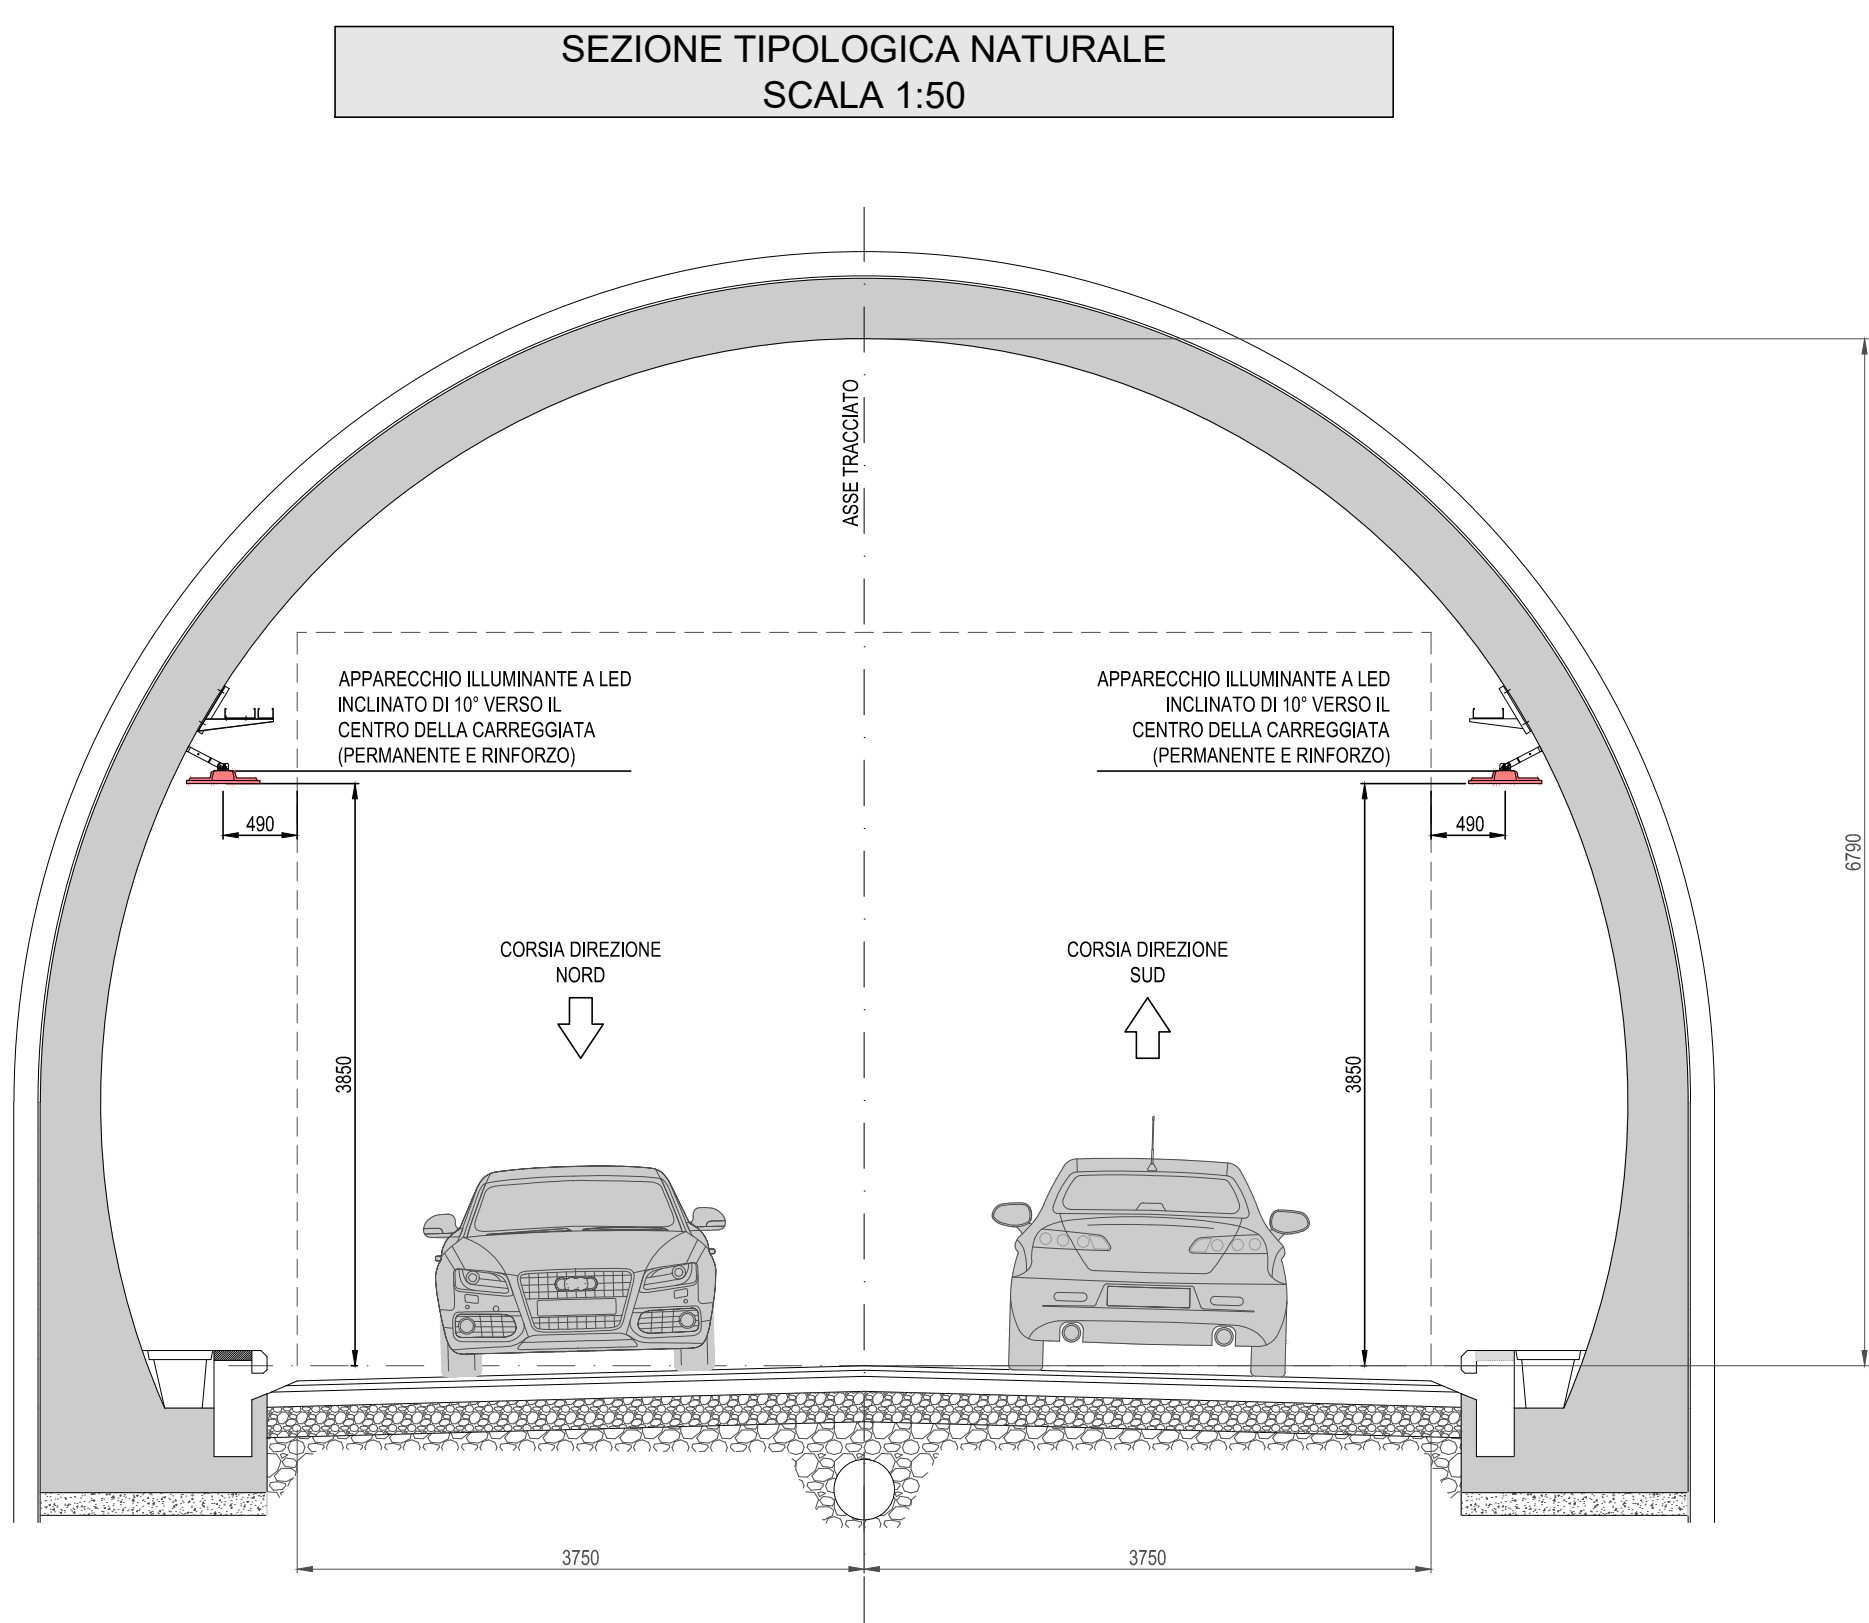 SEZIONE TIPOLOGICA NATURALE
SCALA 1:50
ASSE TRACCIATO
APPARECCHIO ILLUMINANTE A LED
INCLINATO DI 10° VERSO IL
CENTRO DELLA CARREGGIATA
(PERMANENTE E RINFORZO)
APPARECCHIO ILLUMINANTE A LED
INCLINATO DI 10° VERSO IL
CENTRO DELLA CARREGGIATA
(PERMANENTE E RINFORZO)
490
490
6790
CORSIA DIREZIONE
NORD
CORSIA DIREZIONE
SUD
3850
3850
3750
3750